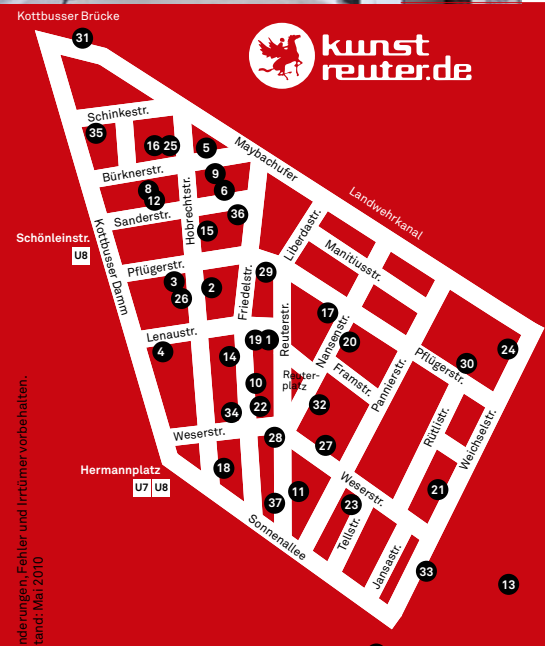 Kottbusser Brücke
31
kunst
reuter.de
Schinkestr.
35
16 25
5
Maybachufer
Bürknerstr.
9
8
6
12
Landwehrkanal
Sanderstr.
36
Hobrechtstr.
15
Liberdastr.
Kottbusser Damm
Schönleinstr.
U8
Manitiusstr.
Pflügerstr.
29
3
2
26
Friedelstr.
17
Reuterstr.
Nansenstr.
Lenaustr.
19 1
20
24
4
14
Pflügerstr.
30
Reuter-
platz
Framstr.
Pannierstr.
10
22
32
34
Rütlistr.
Weichselstr.
Weserstr.
28
27
Hermannplatz
U7 U8
18
Weserstr.
21
11
37
23
Sonnenallee
Tellstr.
Jansastr.
33
13
nderungen, Fehler und Irrtümer vorbehalten.
tand: Mai 2010